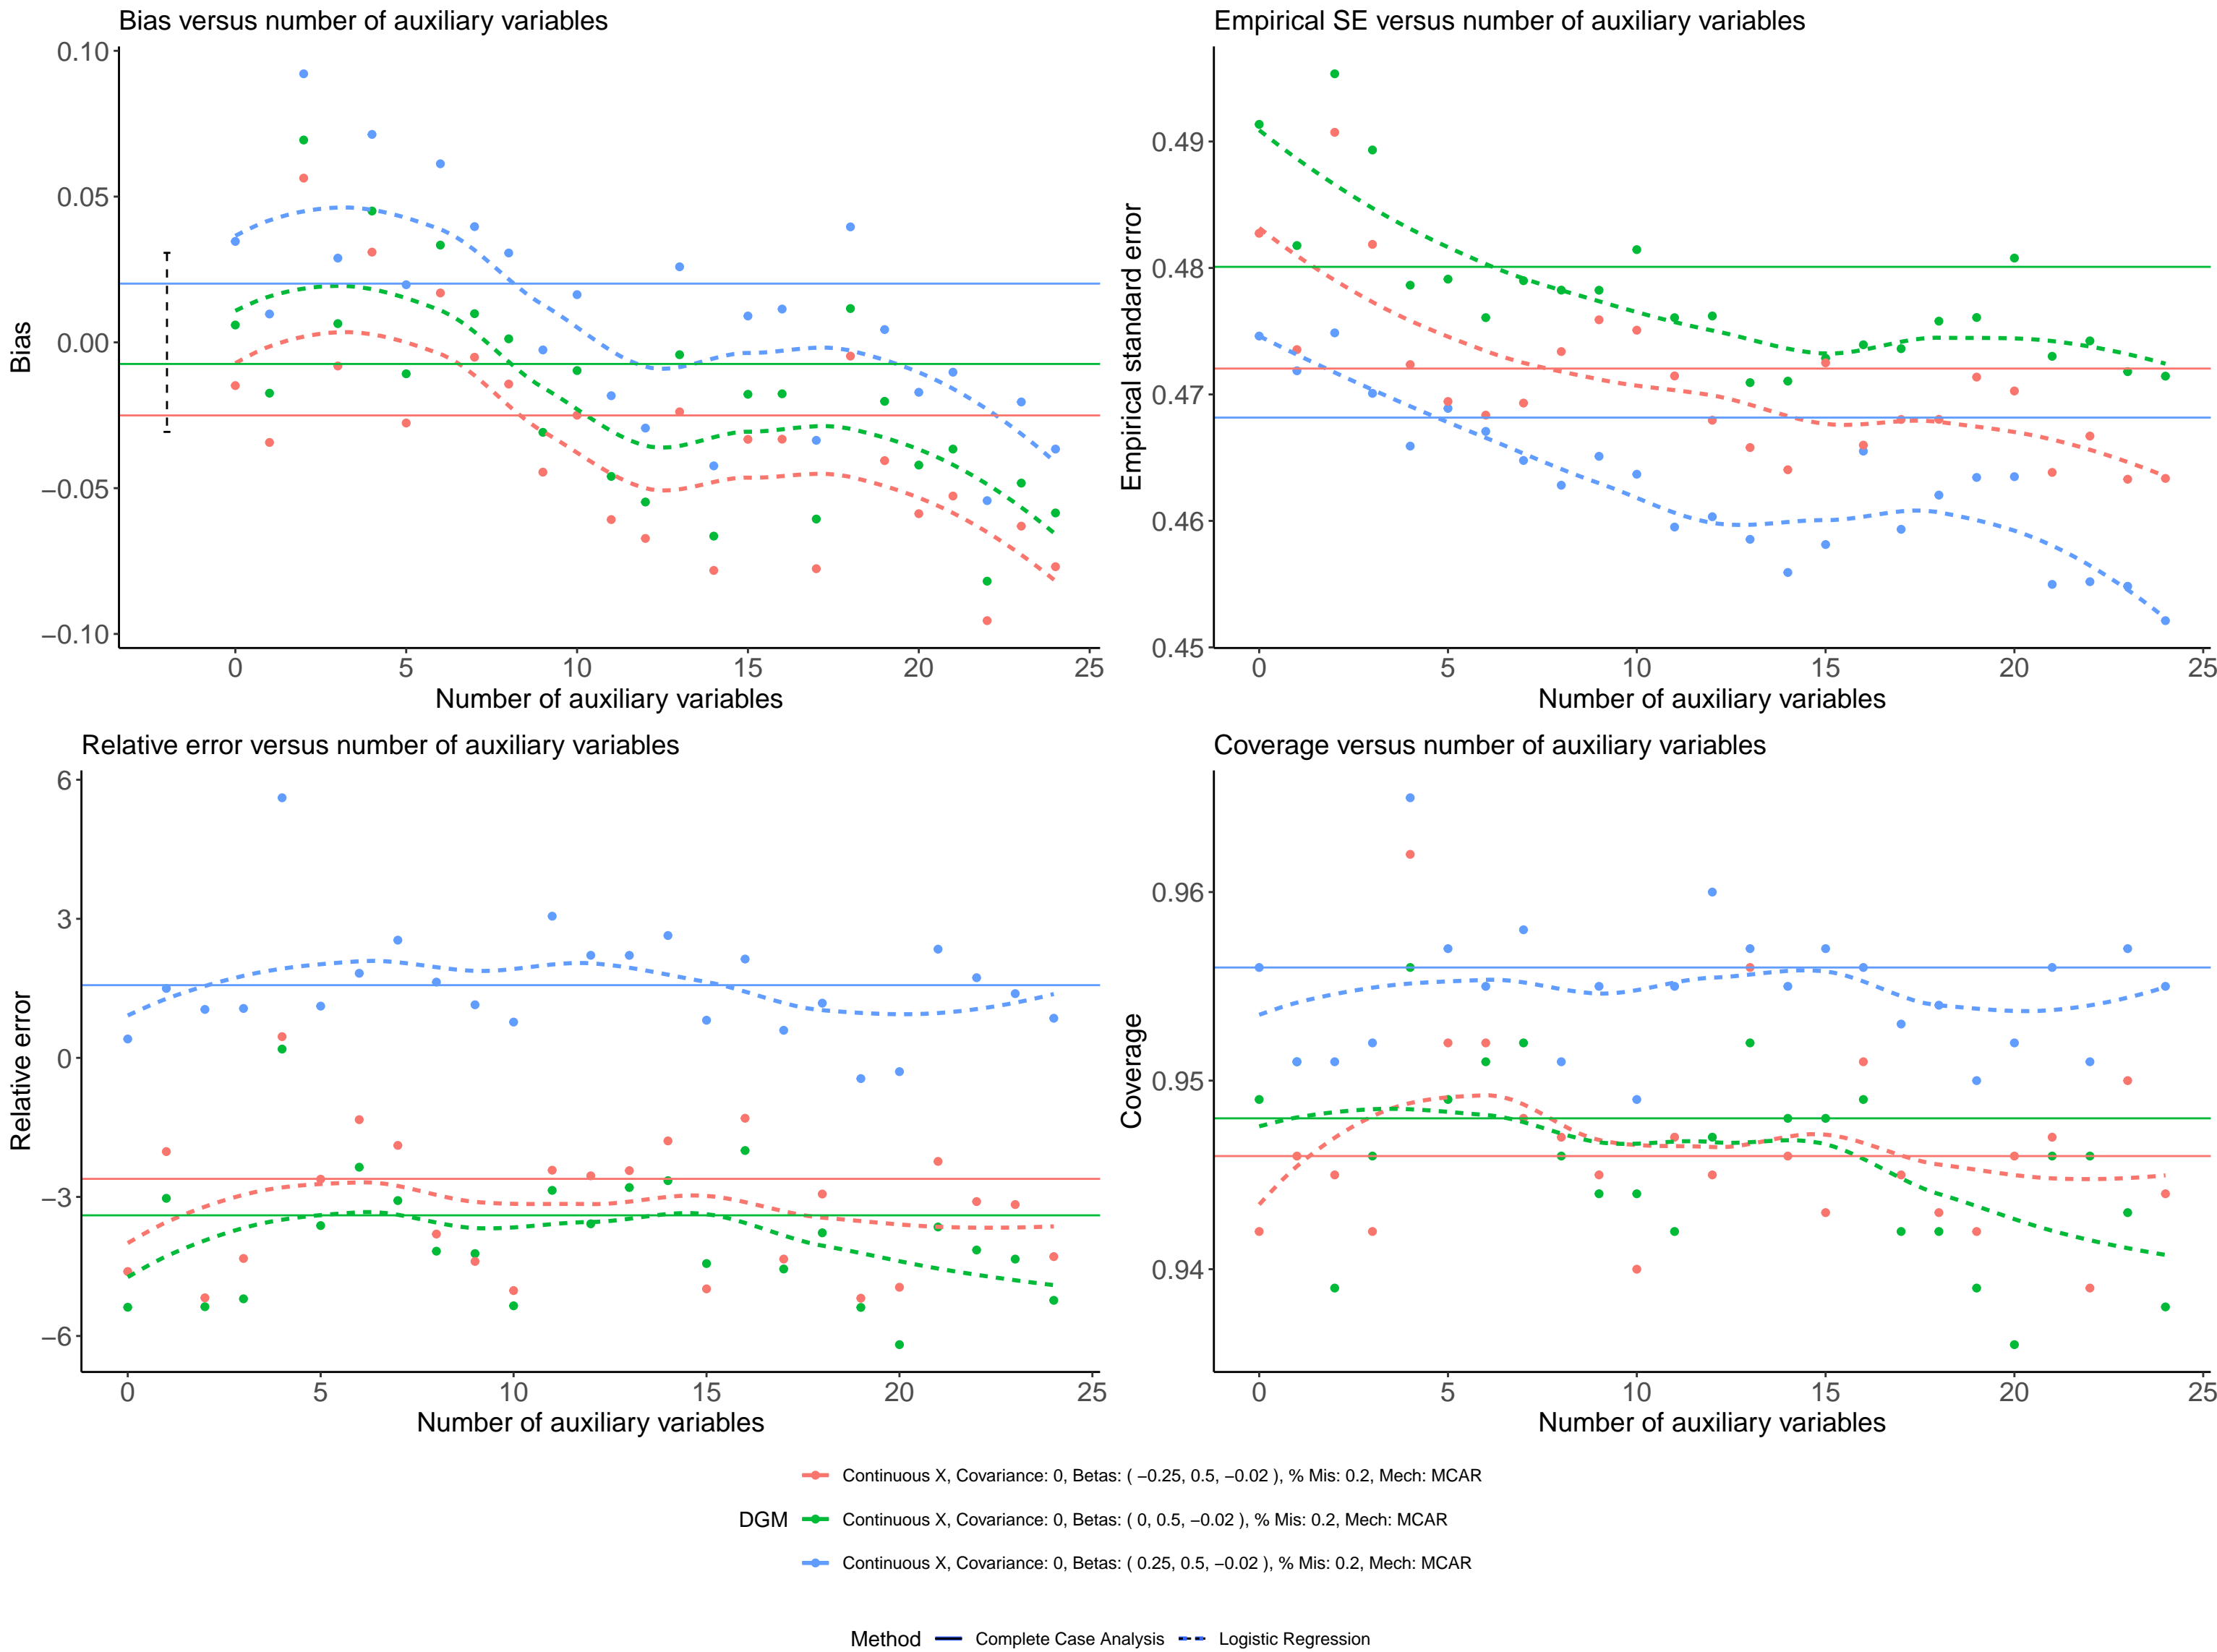 Bias versus number of auxiliary variables
0.10
0.05
0.00
−0.05
−0.10
Bias
0 5 10 15 20 25
Number of auxiliary variables
Empirical SE versus number of auxiliary variables
0.49
0.48
0.47
0.46
0.45
Empirical standard error
0 5 10 15 20 25
Number of auxiliary variables
Relative error versus number of auxiliary variables
6
3
0
−3
−6
Relative error
0 5 10 15 20 25
Number of auxiliary variables
Coverage versus number of auxiliary variables
0.96
0.95
0.94
Coverage
0 5 10 15 20 25
Number of auxiliary variables
DGM
Continuous X, Covariance: 0, Betas: ( −0.25, 0.5, −0.02 ), % Mis: 0.2, Mech: MCAR
Continuous X, Covariance: 0, Betas: ( 0, 0.5, −0.02 ), % Mis: 0.2, Mech: MCAR
Continuous X, Covariance: 0, Betas: ( 0.25, 0.5, −0.02 ), % Mis: 0.2, Mech: MCAR
Method Complete Case Analysis Logistic Regression